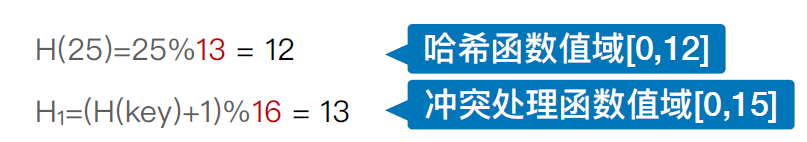 H(25)=25%13 = 12
哈希函数值域[0,12]
H₁=(H(key)+1)%16 = 13
冲突处理函数值域[0,15]